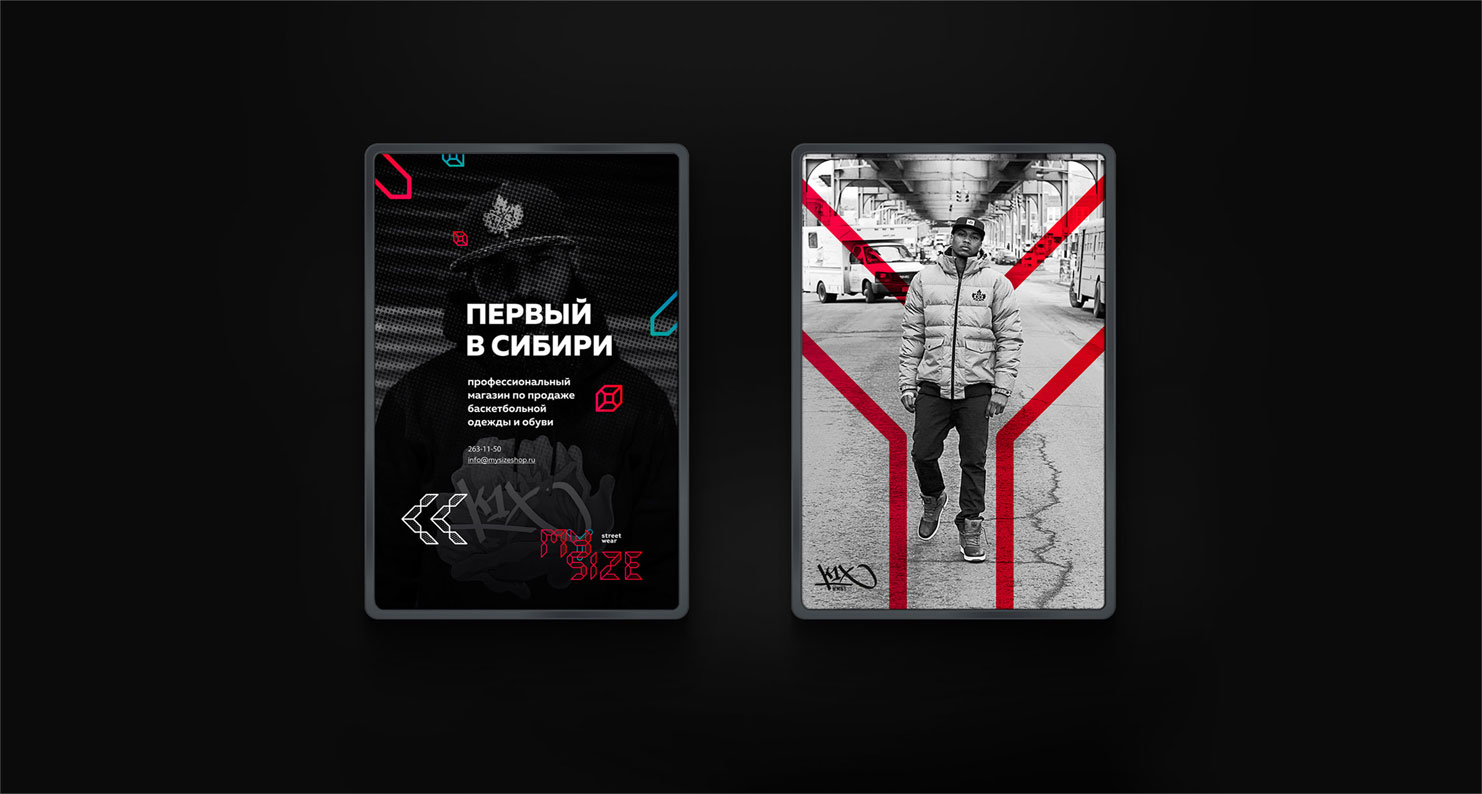 ПЕРВЫЙ
В СИБИРИ
профессиональный
магазин по продаже
баскетбольной
одежды и обуви
263-11-50
info@mysizeshop.ru
K1X
MY
street
wear
SIZE
K1X